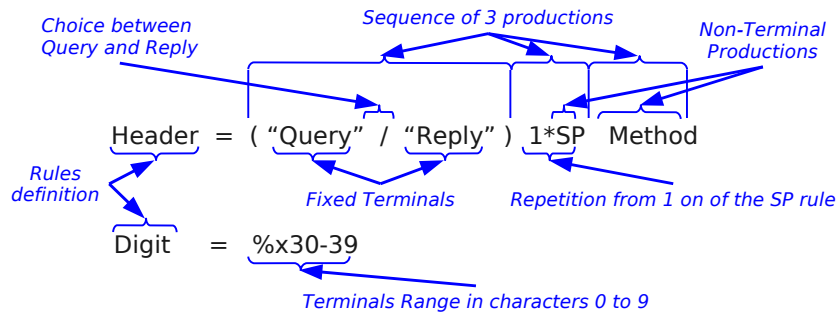 Sequence of 3 productions
Choice between
Query and Reply
Non-Terminal
Productions
Header = ( “Query” / “Reply” ) 1*SP Method
Rules
definition
Fixed Terminals
Repetition from 1 on of the SP rule
Digit = %x30-39
Terminals Range in characters 0 to 9